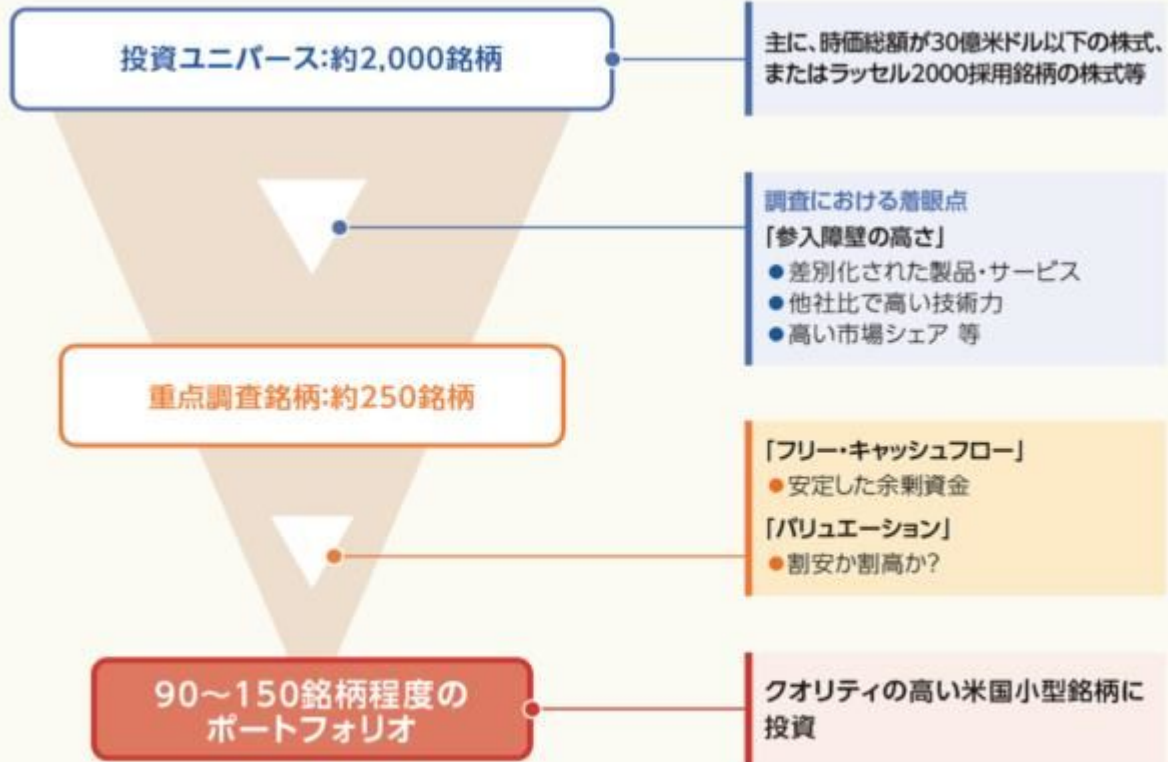 投資ユニバース:約2,000銘柄
主に、時価総額が30億米ドル以下の株式、
またはラッセル2000採用銘柄の株式等
調査における着眼点
「参入障壁の高さ」
●差別化された製品・サービス
●他社比で高い技術力
●高い市場シェア 等
重点調査銘柄:約250銘柄
「フリー・キャッシュフロー」
●安定した余剰資金
「バリュエーション」
●割安か割高か?
90〜150銘柄程度の
ポートフォリオ
クオリティの高い米国小型銘柄に
投資